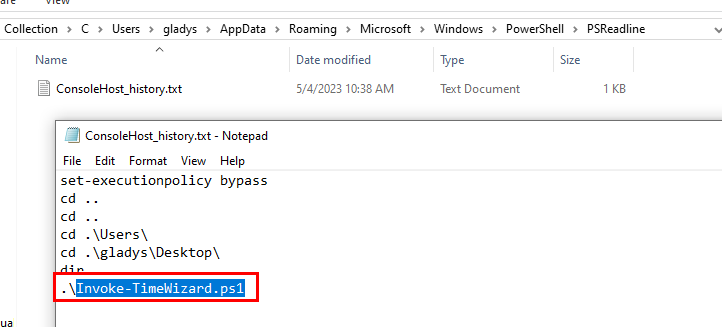 Collection > C > Users > gladys > AppData > Roaming > Microsoft > Windows > PowerShell > PSReadline
Name Date modified Type Size
ConsoleHost_history.txt 5/4/2023 10:38 AM Text Document 1 KB
ConsoleHost_history.txt - Notepad
File Edit Format View Help
set-executionpolicy bypass
cd ..
cd ..
cd .\Users\
cd .\gladys\Desktop\
dir
.\Invoke-TimeWizard.ps1
ua